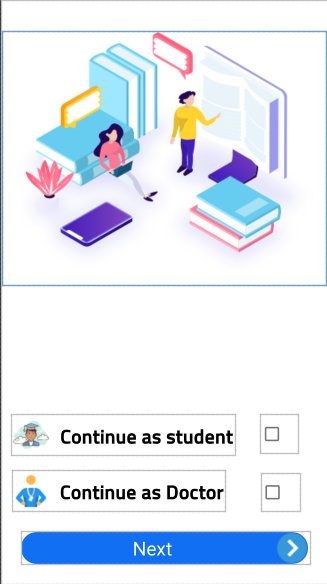 Continue as student
Continue as Doctor
Next